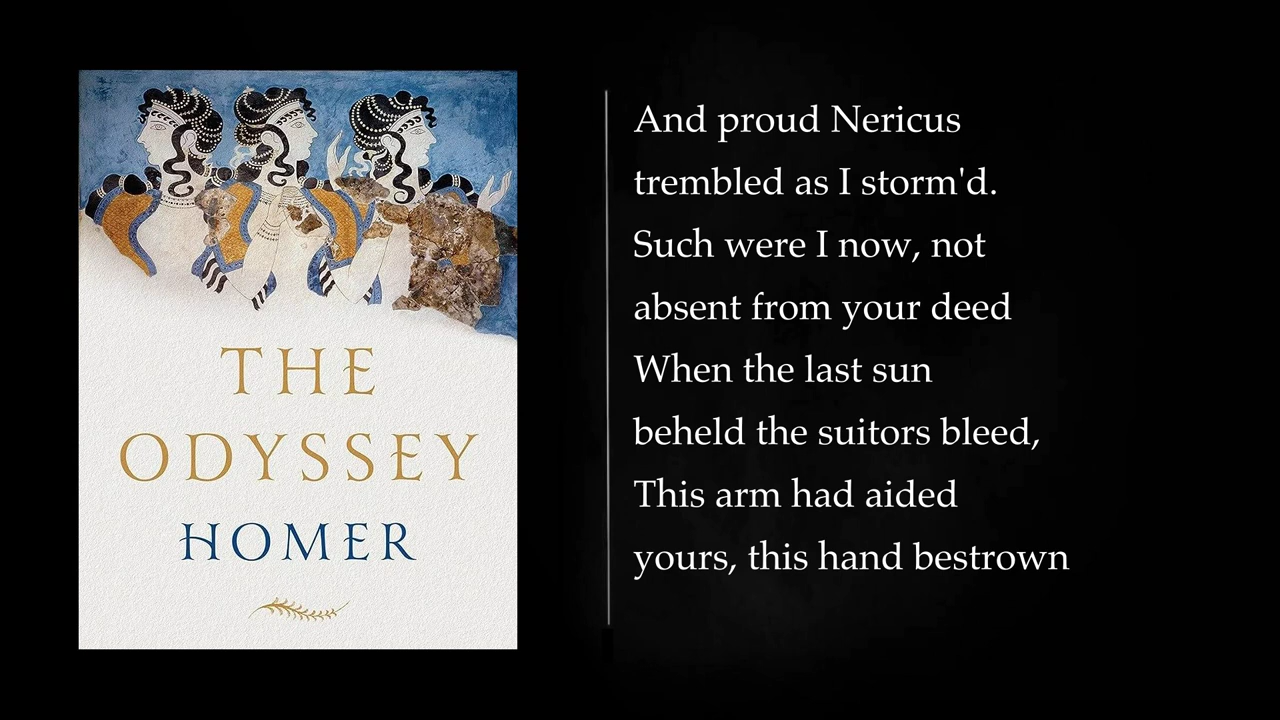 THE
ODYSSEY
HOMER
And proud Nericus
trembled as I storm'd.
Such were I now, not
absent from your deed
When the last sun
beheld the suitors bleed,
This arm had aided
yours, this hand bestrown